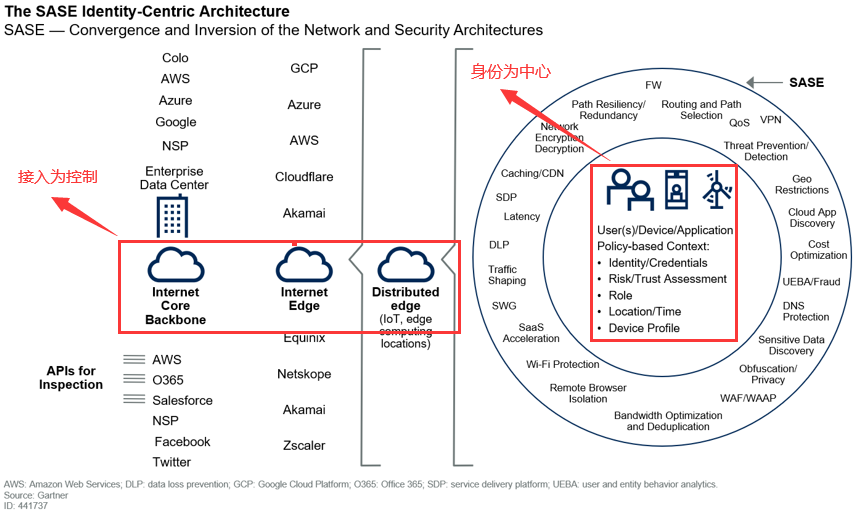 The SASE Identity-Centric Architecture
SASE — Convergence and Inversion of the Network and Security Architectures
Colo
AWS
Azure
Google
NSP
Enterprise
Data Center
接入为控制
Internet
Core
Backbone
APIs for
Inspection
AWS
O365
Salesforce
NSP
Facebook
Twitter
GCP
Azure
AWS
Cloudflare
Akamai
Internet
Edge
Equinix
Netskope
Akamai
Zscaler
Distributed
edge
(IoT, edge
computing
locations)
身份为中心
SASE
FW
Path Resiliency/
Redundancy
Routing and Path
Selection
QoS
VPN
Network
Encryption
Decryption
Threat Prevention/
Detection
Caching/CDN
Geo
Restrictions
SDP
Latency
Cloud App
Discovery
DLP
Cost
Optimization
Traffic
Shaping
UEBA/Fraud
SWG
DNS
Protection
SaaS
Acceleration
Sensitive Data
Discovery
Wi-Fi Protection
Obfuscation/
Privacy
Remote Browser
Isolation
WAF/WAAP
Bandwidth Optimization
and Deduplication
User(s)/Device/Application
Policy-based Context:
• Identity/Credentials
• Risk/Trust Assessment
• Role
• Location/Time
• Device Profile
AWS: Amazon Web Services; DLP: data loss prevention; GCP: Google Cloud Platform; O365: Office 365; SDP: service delivery platform; UEBA: user and entity behavior analytics.
Source: Gartner
ID: 441737